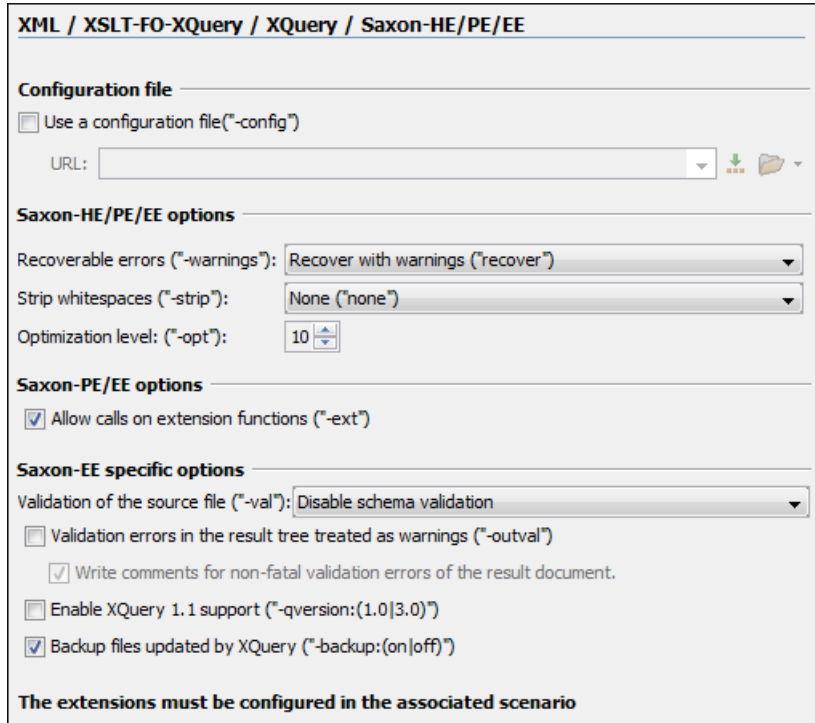 XML / XSLT-FO-XQuery / XQuery / Saxon-HE/PE/EE
Configuration file
Use a configuration file("-config")
URL:
Saxon-HE/PE/EE options
Recoverable errors ("-warnings"): Recover with warnings ("recover")
Strip whitespaces ("-strip"): None ("none")
Optimization level: ("-opt"): 10
Saxon-PE/EE options
Allow calls on extension functions ("-ext")
Saxon-EE specific options
Validation of the source file ("-val"): Disable schema validation
Validation errors in the result tree treated as warnings ("-outval")
Write comments for non-fatal validation errors of the result document.
Enable XQuery 1.1 support ("-qversion:(1.0|3.0)")
Backup files updated by XQuery ("-backup:(on|off)")
The extensions must be configured in the associated scenario